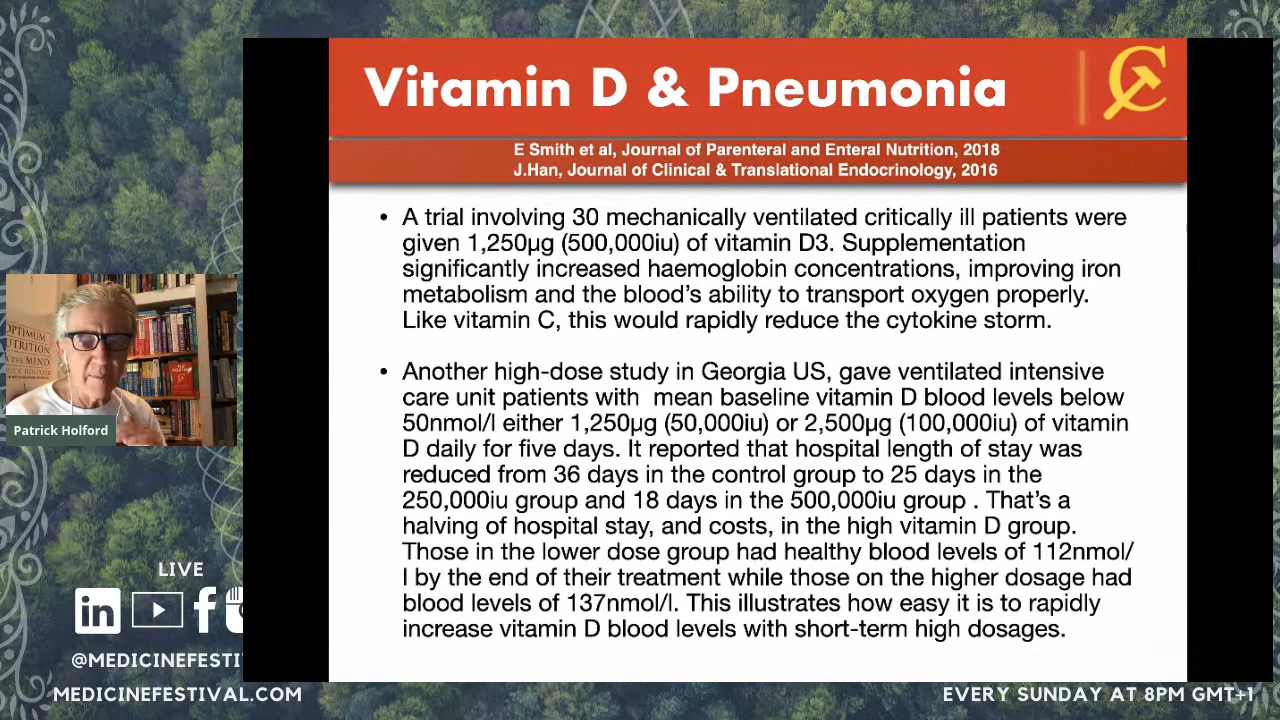 Vitamin D & Pneumonia
E Smith et al, Journal of Parenteral and Enteral Nutrition, 2018
J.Han, Journal of Clinical & Translational Endocrinology, 2016
• A trial involving 30 mechanically ventilated critically ill patients were
given 1,250µg (500,000iu) of vitamin D3. Supplementation
significantly increased haemoglobin concentrations, improving iron
metabolism and the blood's ability to transport oxygen properly.
Like vitamin C, this would rapidly reduce the cytokine storm.
• Another high-dose study in Georgia US, gave ventilated intensive
care unit patients with mean baseline vitamin D blood levels below
50nmol/l either 1,250µg (50,000iu) or 2,500µg (100,000iu) of vitamin
D daily for five days. It reported that hospital length of stay was
reduced from 36 days in the control group to 25 days in the
250,000iu group and 18 days in the 500,000iu group . That's a
halving of hospital stay, and costs, in the high vitamin D group.
Those in the lower dose group had healthy blood levels of 112nmol/
l by the end of their treatment while those on the higher dosage had
blood levels of 137nmol/l. This illustrates how easy it is to rapidly
increase vitamin D blood levels with short-term high dosages.
OPTIMUM
NUTRITION
THE MIND
PATRICK HOLFORD
Patrick Holford
LIVE
in f
@MEDICINEFESTI
MEDICINEFESTIVAL.COM
EVERY SUNDAY AT 8PM GMT+1